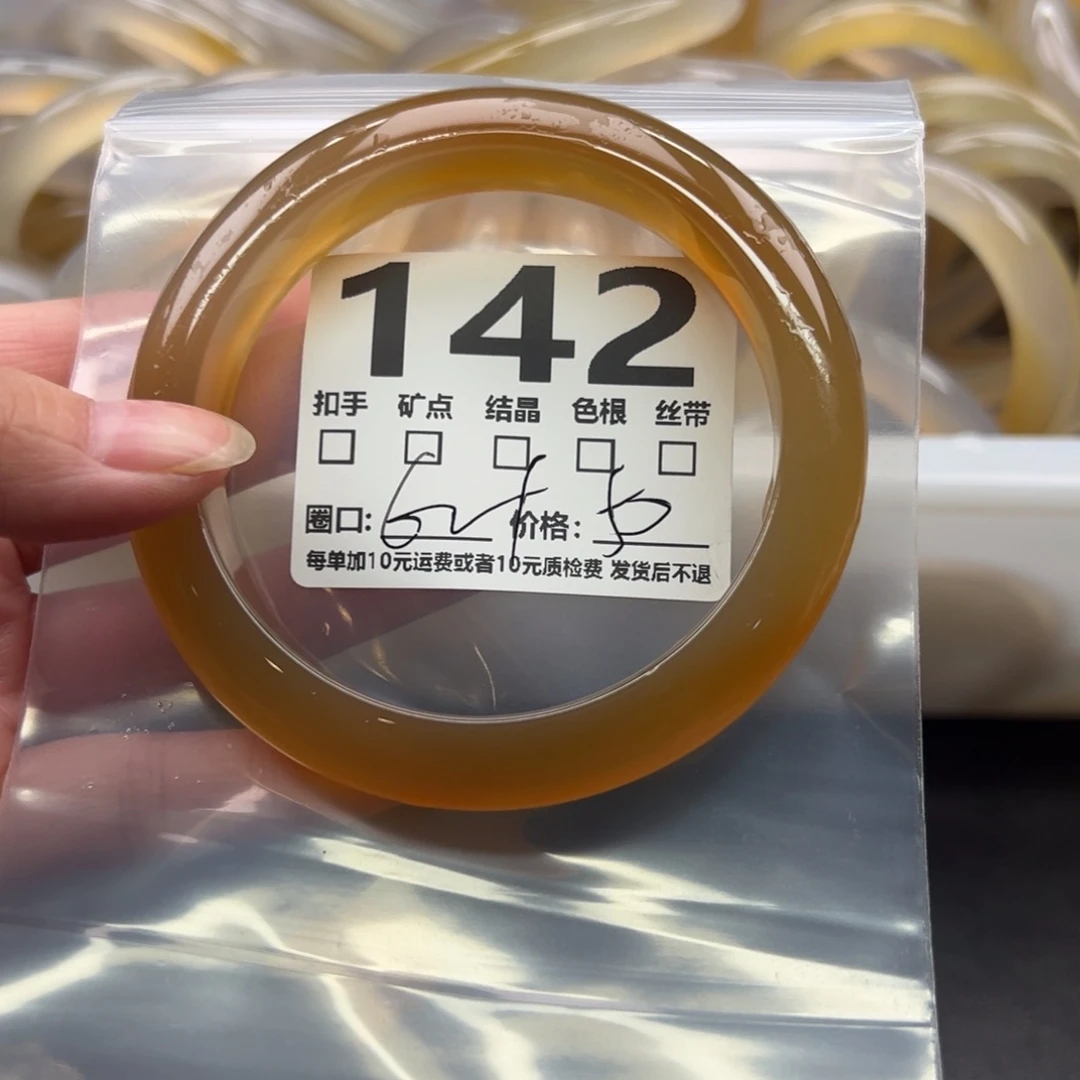 142
扣手 矿点 结晶 色根 丝带
圈口: 价格:
每单加10元运费或者10元质检费 发货后不退